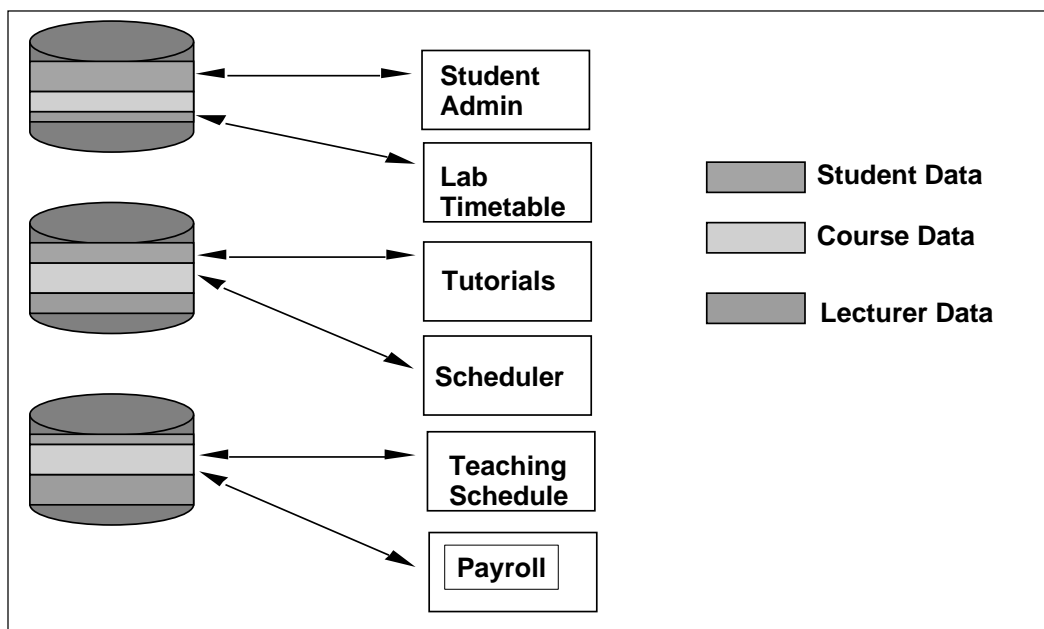 Student
Admin
Lab
Timetable
Tutorials
Scheduler
Teaching
Schedule
Payroll
Student Data
Course Data
Lecturer Data